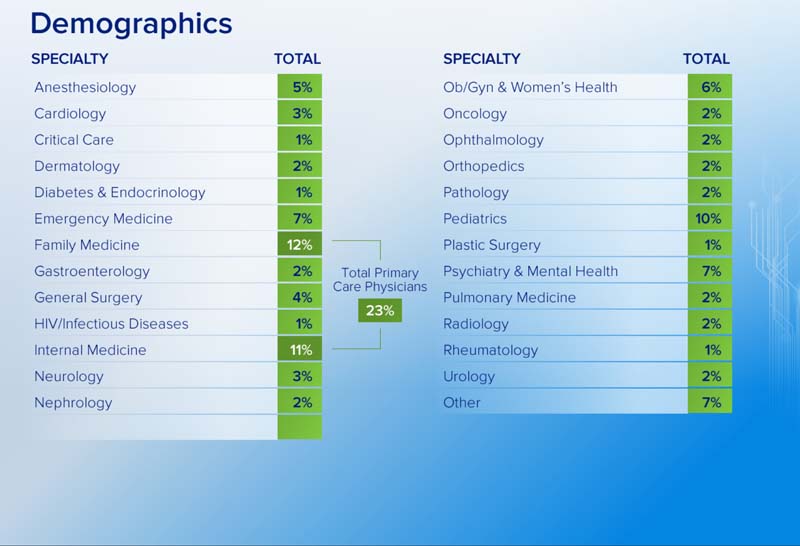 Demographics
SPECIALTY TOTAL
Anesthesiology 5%
Cardiology 3%
Critical Care 1%
Dermatology 2%
Diabetes & Endocrinology 1%
Emergency Medicine 7%
Family Medicine 12%
Gastroenterology 2%
General Surgery 4%
HIV/Infectious Diseases 1%
Internal Medicine 11%
Neurology 3%
Nephrology 2%
Total Primary
Care Physicians
23%
SPECIALTY TOTAL
Ob/Gyn & Women’s Health 6%
Oncology 2%
Ophthalmology 2%
Orthopedics 2%
Pathology 2%
Pediatrics 10%
Plastic Surgery 1%
Psychiatry & Mental Health 7%
Pulmonary Medicine 2%
Radiology 2%
Rheumatology 1%
Urology 2%
Other 7%